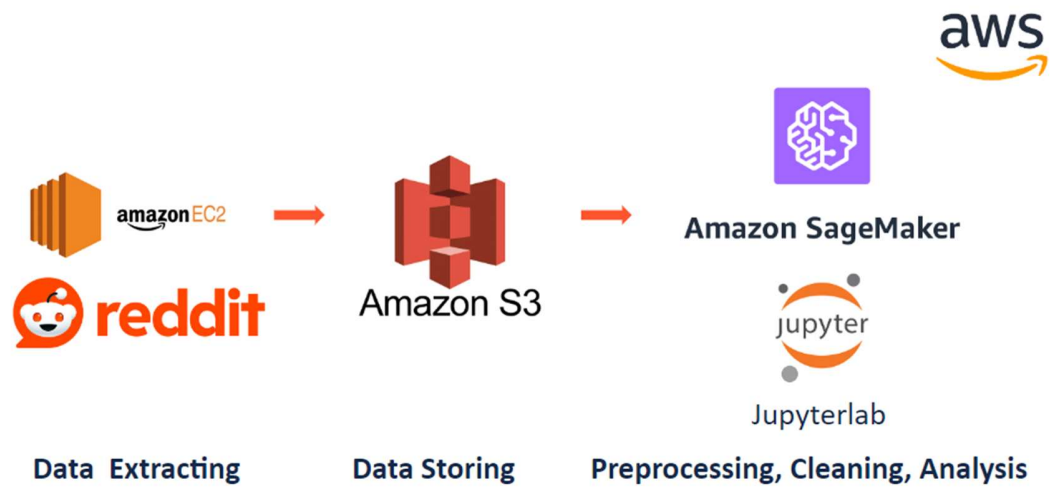 aws
amazon EC2
reddit
Amazon S3
Amazon SageMaker
jupyter
Jupyterlab
Data Extracting
Data Storing
Preprocessing, Cleaning, Analysis